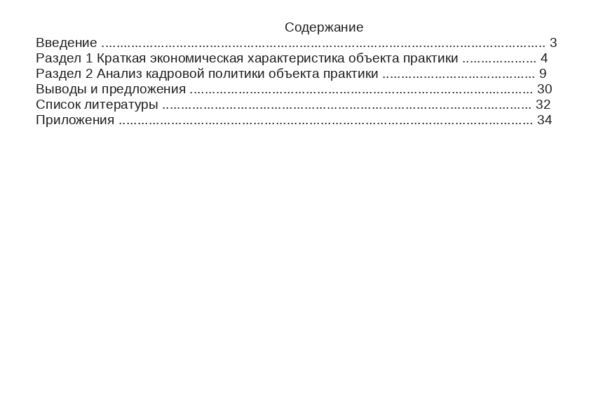 Содержание
Введение ....................................................................................................................... 3
Раздел 1 Краткая экономическая характеристика объекта практики .................... 4
Раздел 2 Анализ кадровой политики объекта практики ......................................... 9
Выводы и предложения ............................................................................................ 30
Список литературы ................................................................................................... 32
Приложения ............................................................................................................... 34